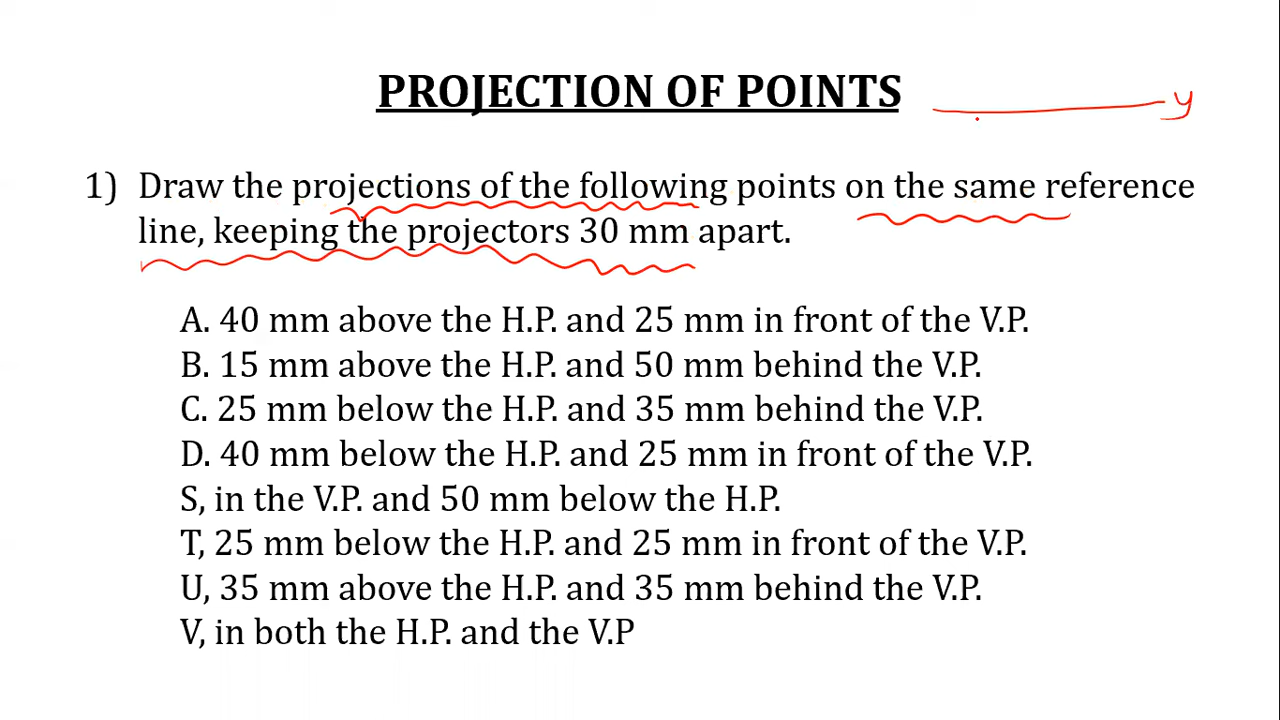 PROJECTION OF POINTS y
1) Draw the projections of the following points on the same reference
line, keeping the projectors 30 mm apart.
A. 40 mm above the H.P. and 25 mm in front of the V.P.
B. 15 mm above the H.P. and 50 mm behind the V.P.
C. 25 mm below the H.P. and 35 mm behind the V.P.
D. 40 mm below the H.P. and 25 mm in front of the V.P.
S, in the V.P. and 50 mm below the H.P.
T, 25 mm below the H.P. and 25 mm in front of the V.P.
U, 35 mm above the H.P. and 35 mm behind the V.P.
V, in both the H.P. and the V.P